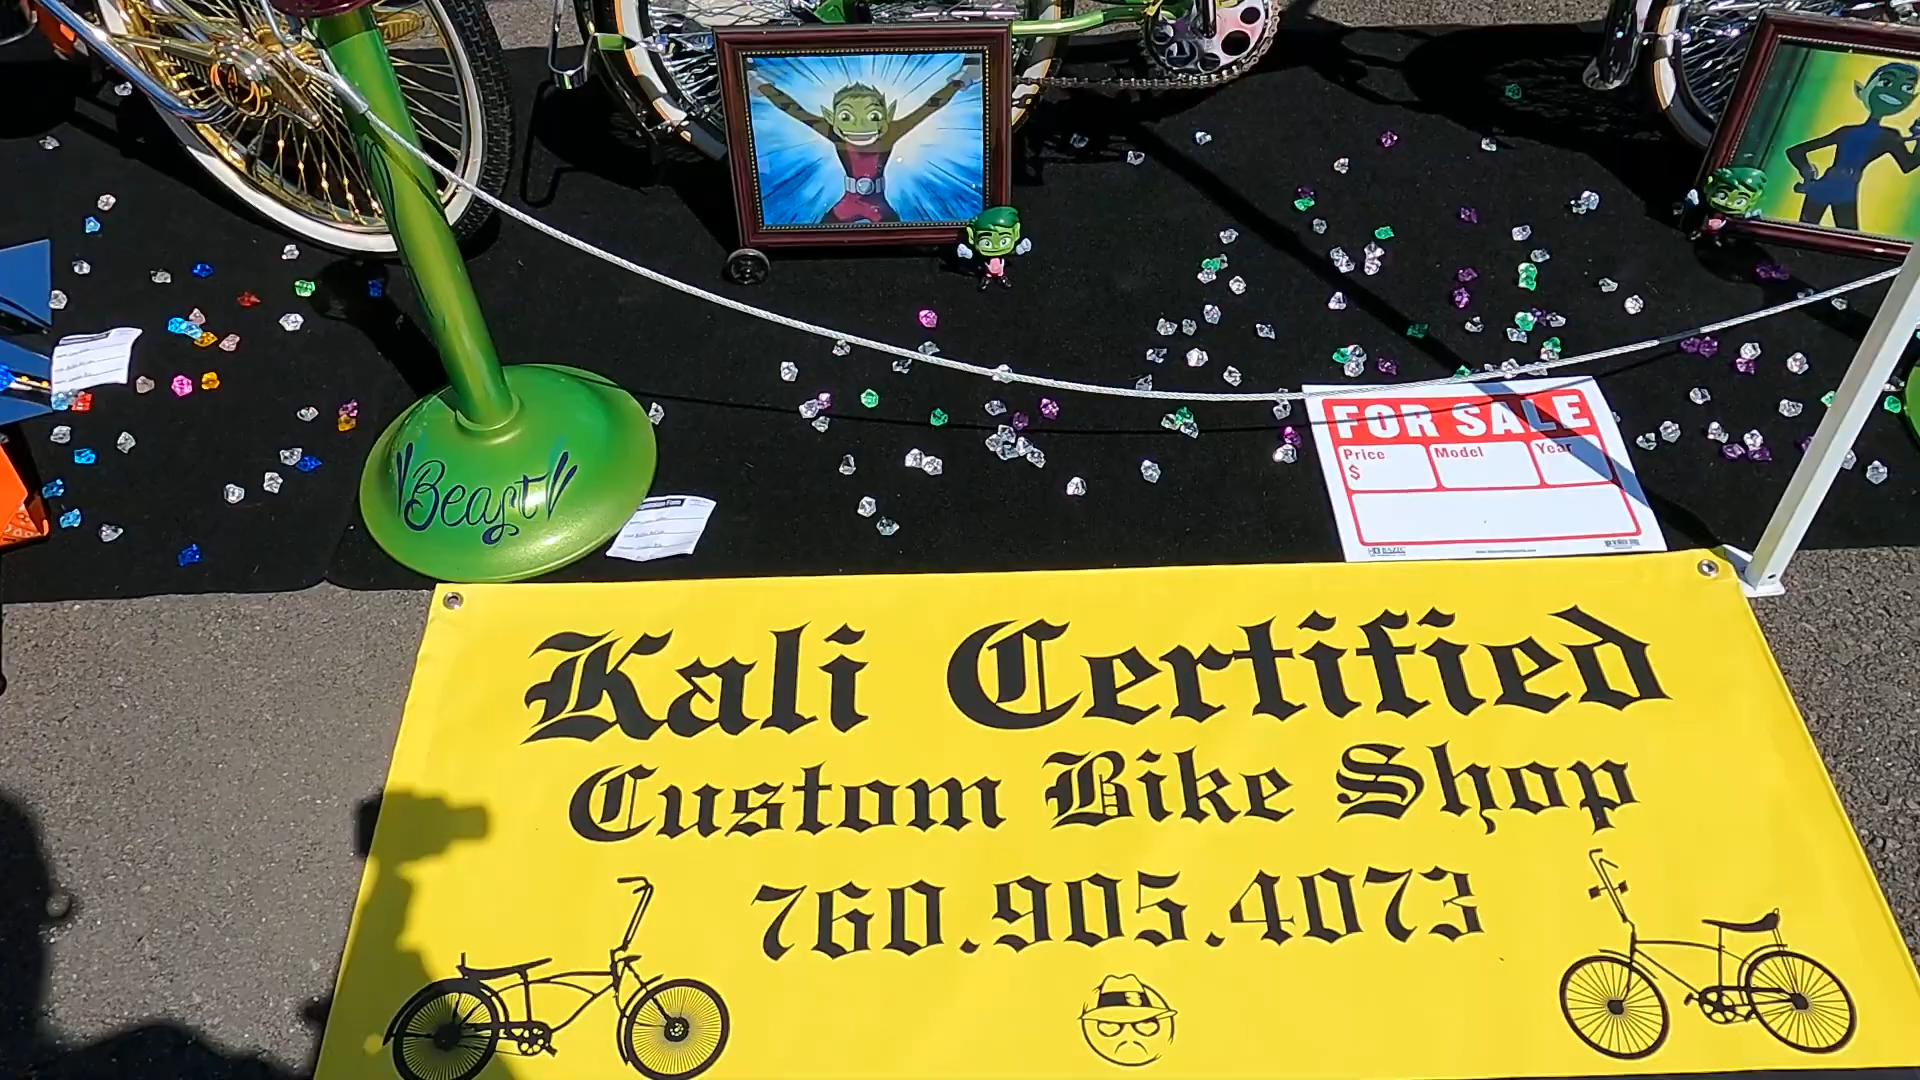 FOR SALE
Price Model Year
$
Beast
Kali Certified
Custom Bike Shop
760.905.4073